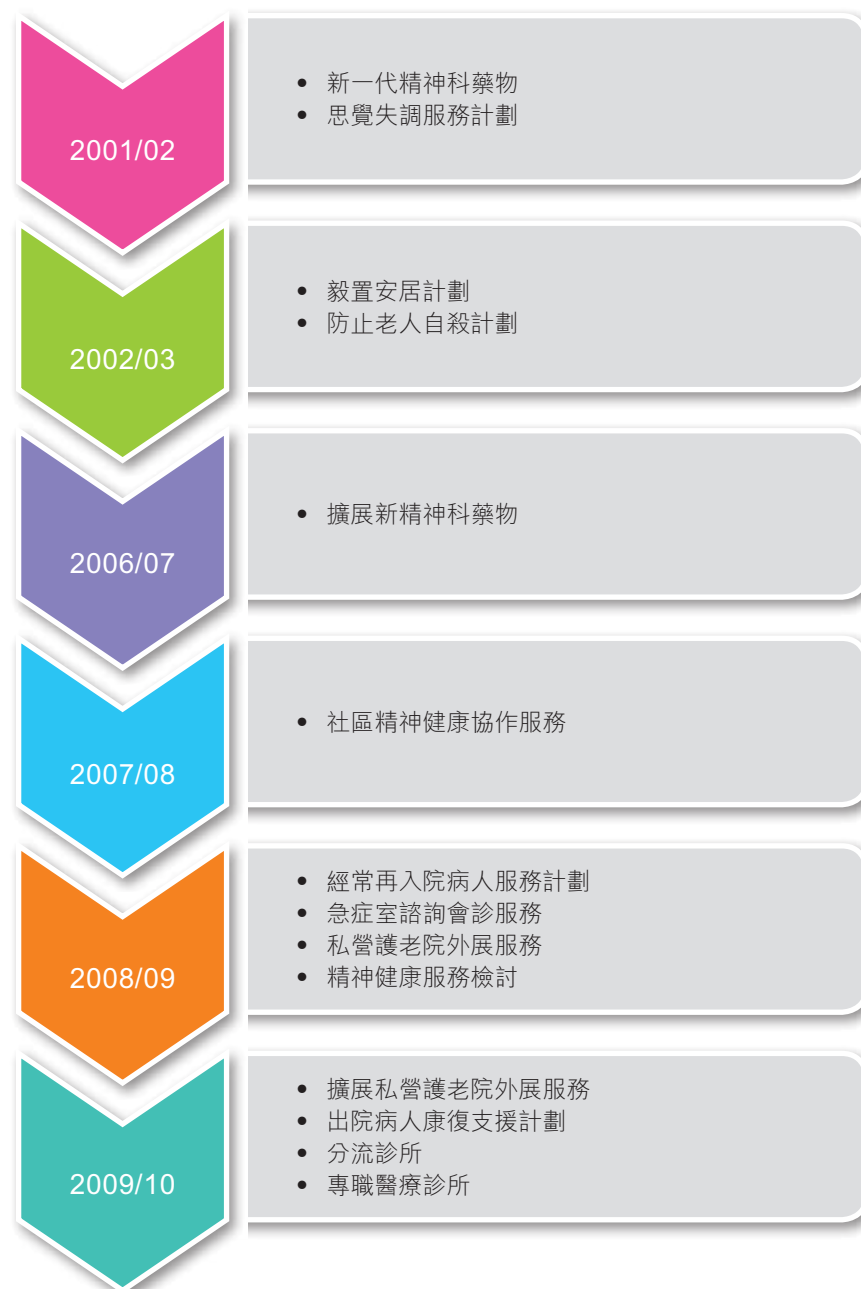 2001/02
• 新一代精神科藥物
• 思覺失調服務計劃
2002/03
• 毅置安居計劃
• 防止老人自殺計劃
2006/07
• 擴展新精神科藥物
2007/08
• 社區精神健康協作服務
2008/09
• 經常再入院病人服務計劃
• 急症室諮詢會診服務
• 私營護老院外展服務
• 精神健康服務檢討
2009/10
• 擴展私營護老院外展服務
• 出院病人康復支援計劃
• 分流診所
• 專職醫療診所